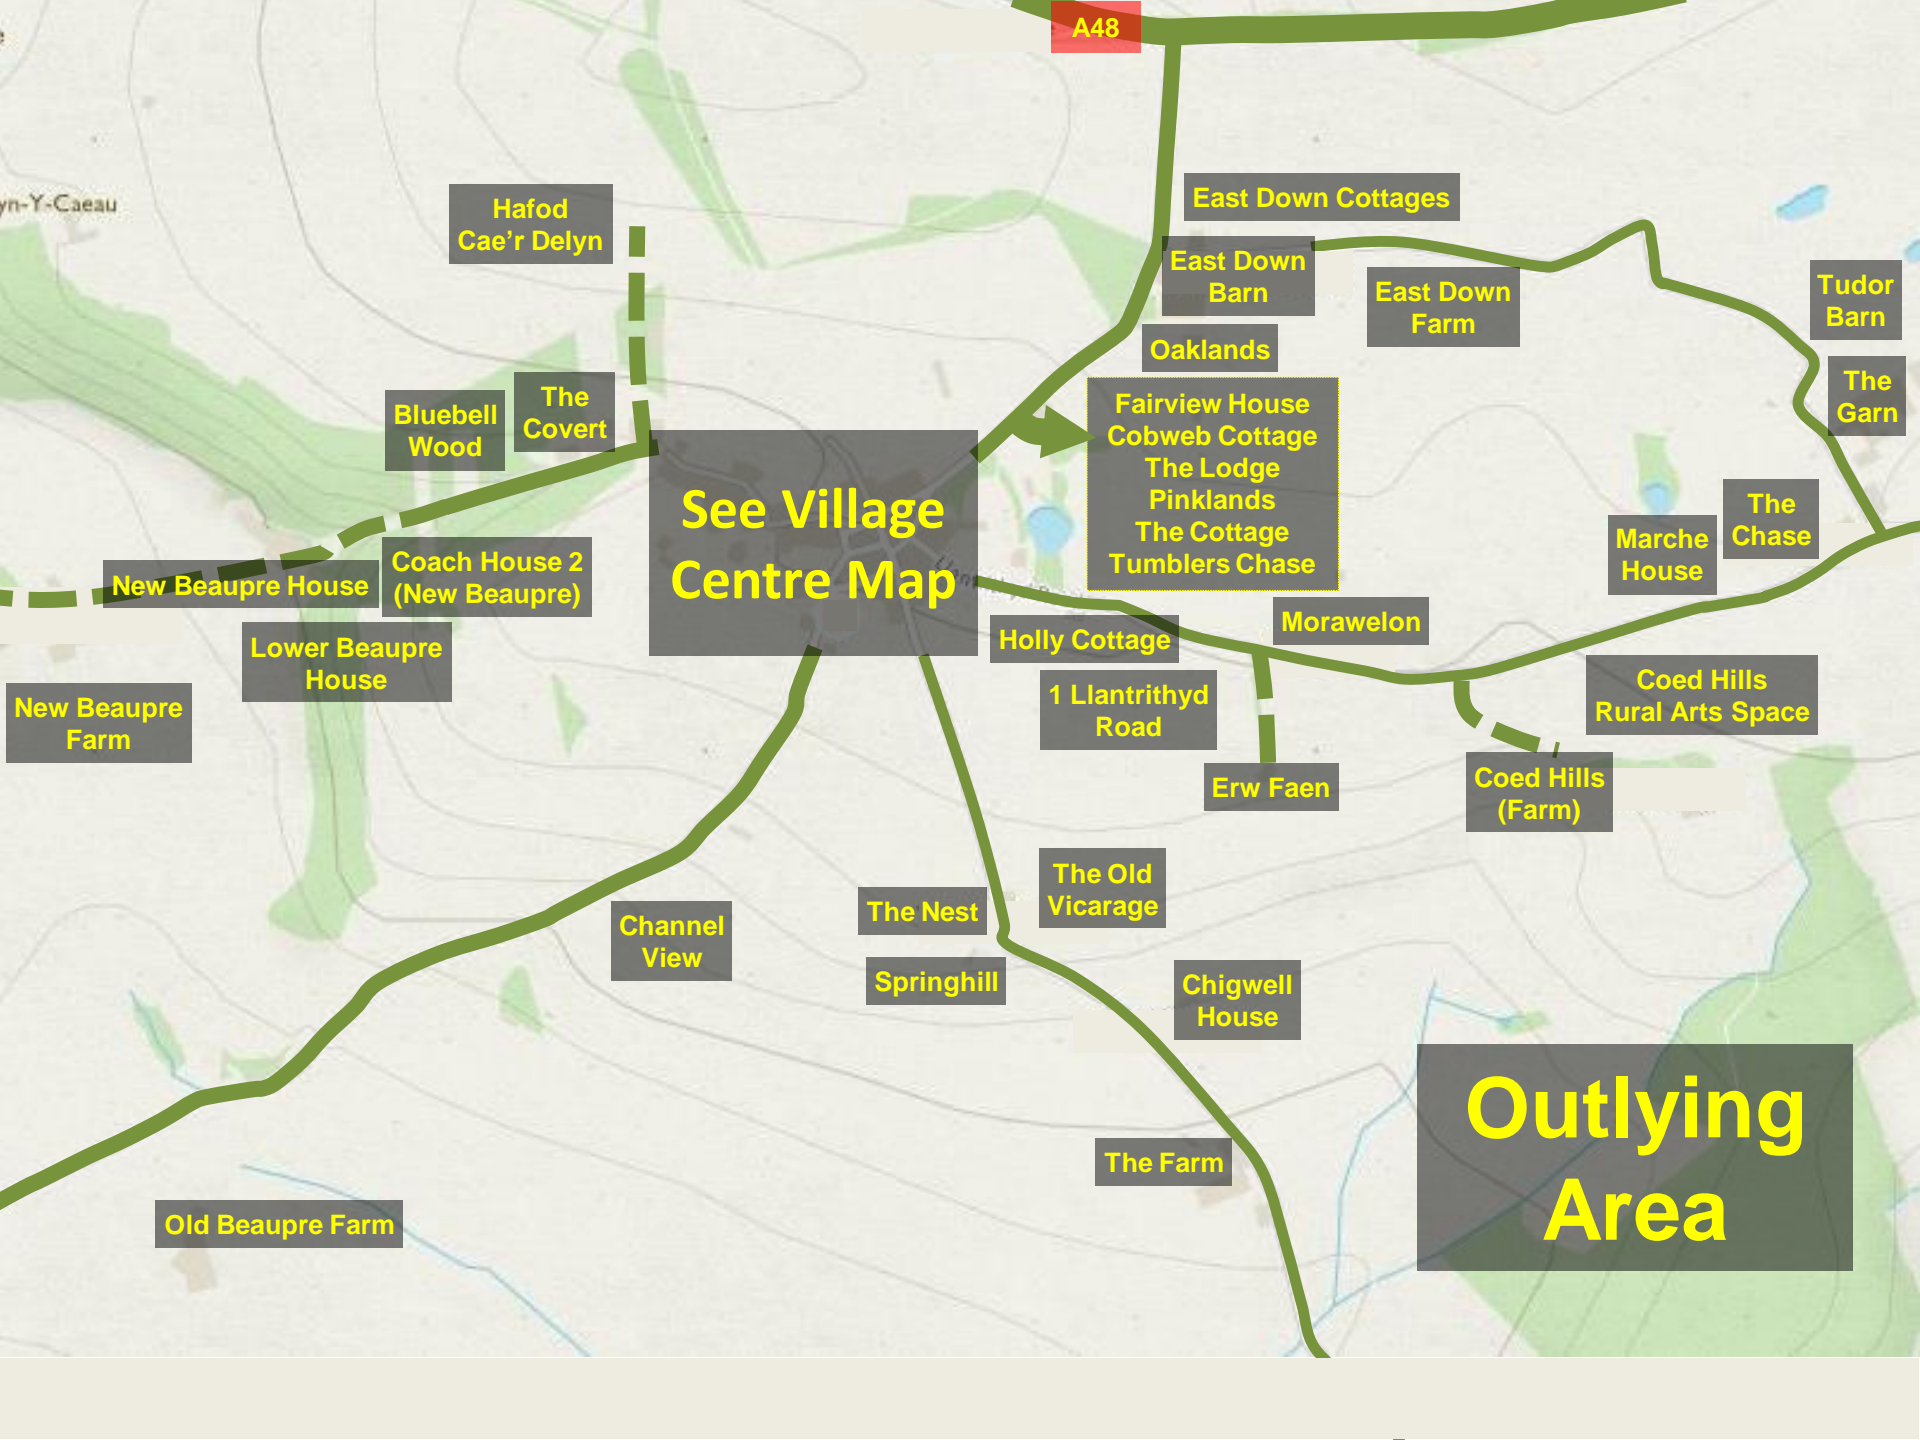 A48
yn-Y-Caeau
Hafod
Cae'r Delyn
East Down Cottages
East Down
Barn
East Down
Farm
Tudor
Barn
Oaklands
The
Garn
Bluebell
Wood
The
Covert
Fairview House
Cobweb Cottage
The Lodge
Pinklands
The Cottage
Tumblers Chase
See Village
Centre Map
The
Chase
Marche
House
New Beaupre House
Coach House 2
(New Beaupre)
Lower Beaupre
House
Holly Cottage
Morawelon
New Beaupre
Farm
1 Llantrithyd
Road
Coed Hills
Rural Arts Space
Erw Faen
Coed Hills
(Farm)
The Old
Vicarage
The Nest
Channel
View
Springhill
Chigwell
House
The Farm
Old Beaupre Farm
Outlying
Area